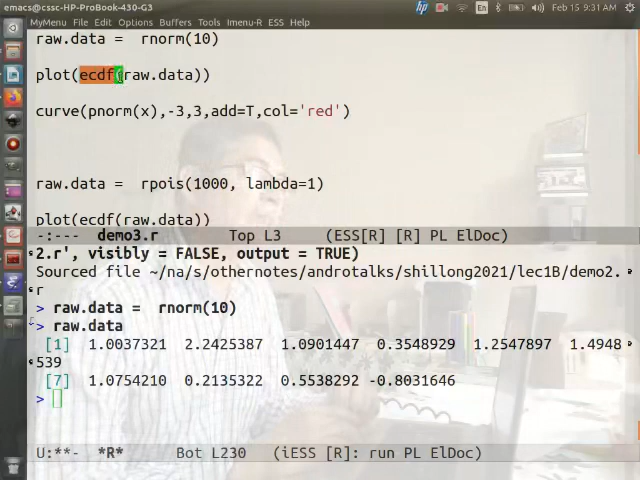 emacs@cssc-HP-ProBook-430-G3
En
Feb 15 9:31 AM
MyMenu File Edit Options Buffers Tools Imenu-R ESS Help
raw.data =  rnorm(10)
plot(ecdf(raw.data))
curve(pnorm(x),-3,3,add=T,col='red')
raw.data =  rpois(1000, lambda=1)
plot(ecdf(raw.data))
-:---  demo3.r        Top L3     (ESS[R] [R] PL ElDoc)
2.r', visibly = FALSE, output = TRUE)
Sourced file ~/na/s/othernotes/androtalks/shillong2021/lec1B/demo2.
r
> raw.data =  rnorm(10)
> raw.data
[1]  1.0037321  2.2425387  1.0901447  0.3548929  1.2547897  1.4948
539
[7]  1.0754210  0.2135322  0.5538292 -0.8031646
>
U:**-  *R*      Bot L230   (iESS [R]: run PL ElDoc)